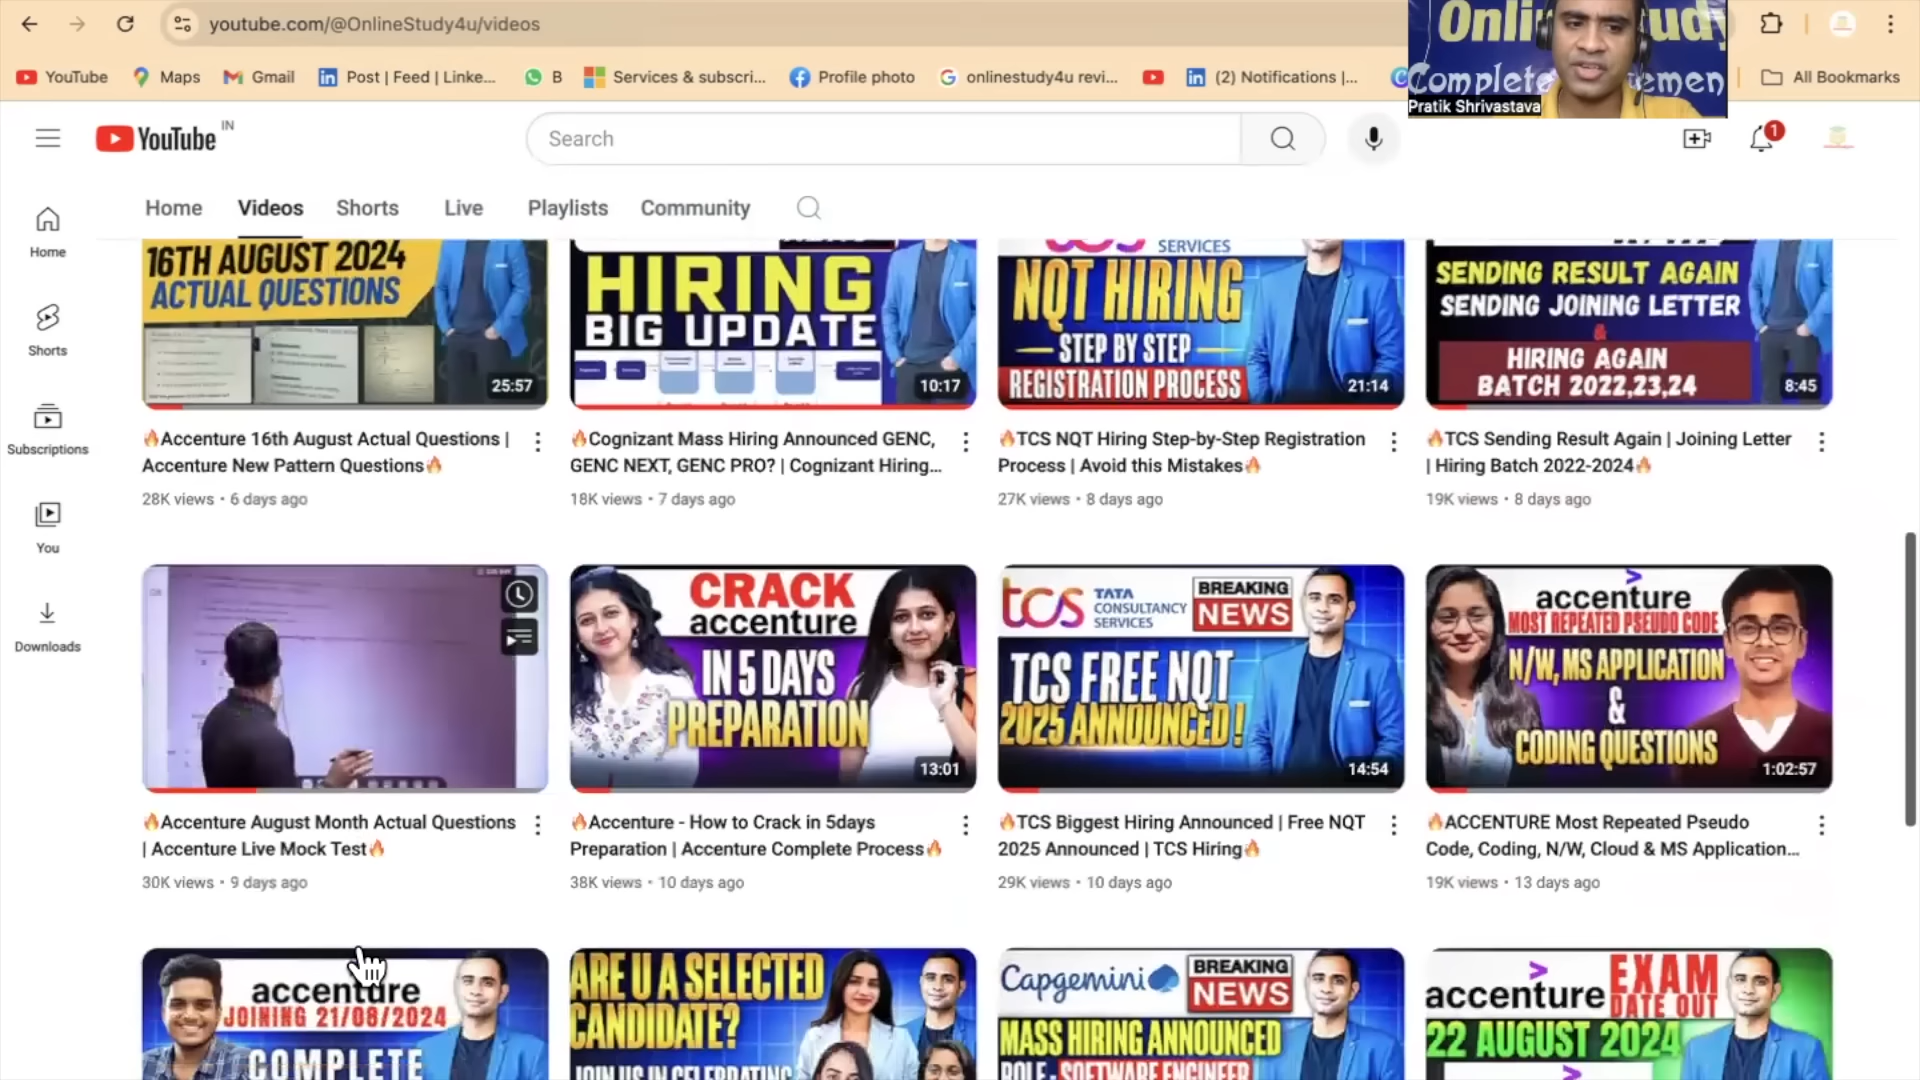 youtube.com/@OnlineStudy4u/videos
YouTube
Maps
Gmail
Post | Feed | Linke...
B
Services & subscri...
Profile photo
onlinestudy4u revi...
(2) Notifications |...
All Bookmarks
Complete
Pratik Shrivastava
YouTube IN
Search
1
Home
Videos
Shorts
Live
Playlists
Community
Home
Shorts
Subscriptions
You
Downloads
16TH AUGUST 2024
ACTUAL QUESTIONS
25:57
HIRING
BIG UPDATE
10:17
SERVICES
NQT HIRING
STEP BY STEP
REGISTRATION PROCESS
21:14
SENDING RESULT AGAIN
SENDING JOINING LETTER
&
HIRING AGAIN
BATCH 2022,23,24
8:45
🔥Accenture 16th August Actual Questions |
Accenture New Pattern Questions🔥
28K views • 6 days ago
🔥Cognizant Mass Hiring Announced GENC,
GENC NEXT, GENC PRO? | Cognizant Hiring...
18K views • 7 days ago
🔥TCS NQT Hiring Step-by-Step Registration
Process | Avoid this Mistakes🔥
27K views • 8 days ago
🔥TCS Sending Result Again | Joining Letter
| Hiring Batch 2022-2024🔥
19K views • 8 days ago
CRACK
accenture
IN 5 DAYS
PREPARATION
13:01
tcs TATA
CONSULTANCY
SERVICES
BREAKING
NEWS
TCS FREE NQT
2025 ANNOUNCED !
14:54
accenture
MOST REPEATED PSEUDO CODE
N/W, MS APPLICATION
&
CODING QUESTIONS
1:02:57
🔥Accenture August Month Actual Questions
| Accenture Live Mock Test🔥
30K views • 9 days ago
🔥Accenture - How to Crack in 5days
Preparation | Accenture Complete Process🔥
38K views • 10 days ago
🔥TCS Biggest Hiring Announced | Free NQT
2025 Announced | TCS Hiring🔥
29K views • 10 days ago
🔥ACCENTURE Most Repeated Pseudo
Code, Coding, N/W, Cloud & MS Application...
19K views • 13 days ago
accenture
JOINING 21/08/2024
COMPLETE
ARE U A SELECTED
CANDIDATE?
JOIN US IN CELEBRATING
Capgemini
BREAKING
NEWS
MASS HIRING ANNOUNCED
ROLE - SOFTWARE ENGINEER
accenture
EXAM
DATE OUT
22 AUGUST 2024